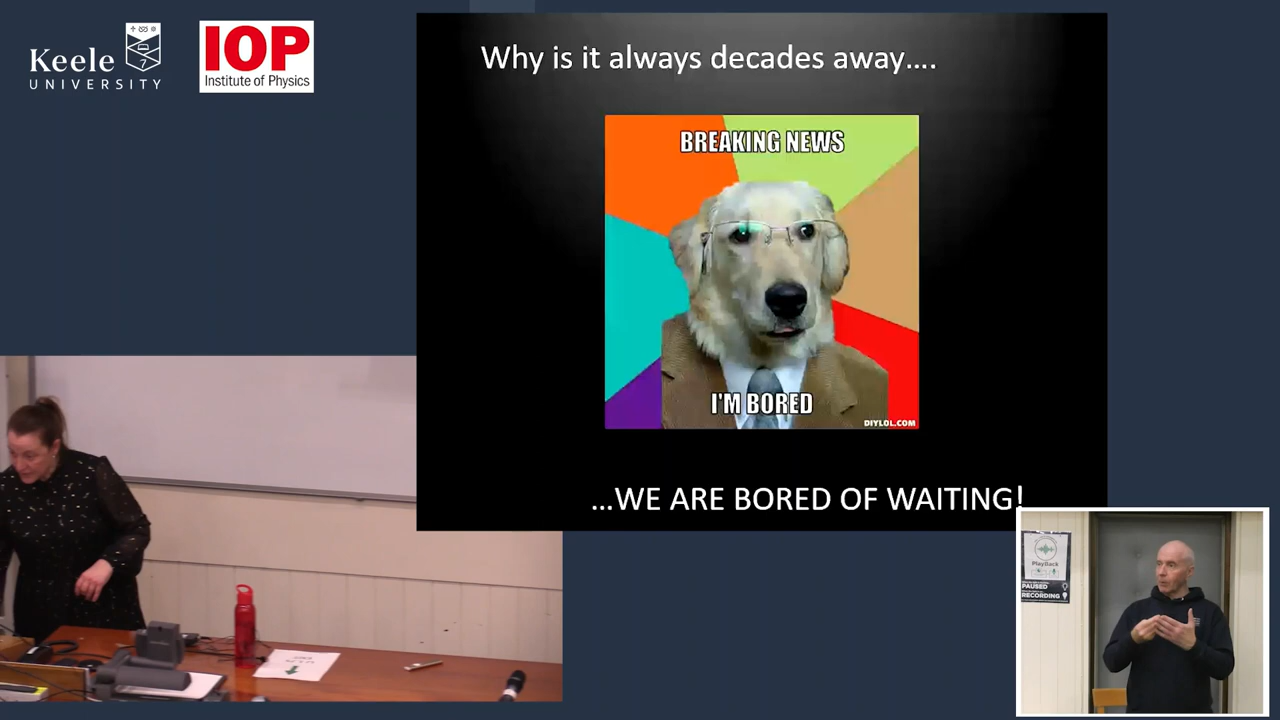 Keele
UNIVERSITY
IOP
Institute of Physics
Why is it always decades away....
BREAKING NEWS
I'M BORED
DIYLOL.COM
...WE ARE BORED OF WAITING!
PlayBack
PAUSED
RECORDING